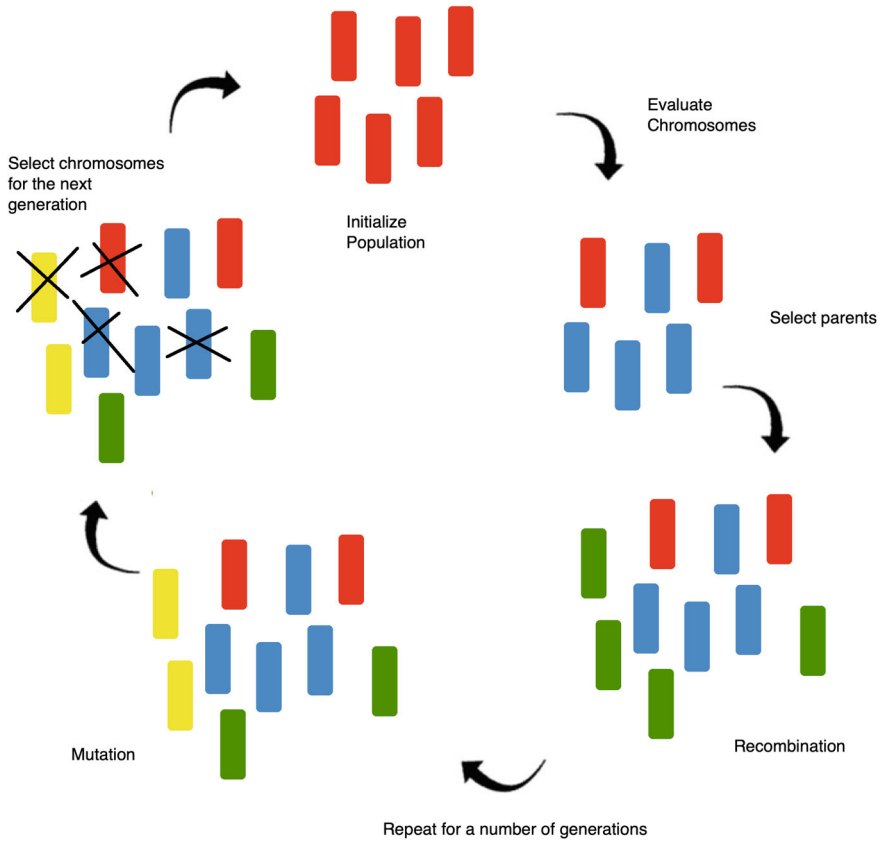 Evaluate
Chromosomes
Select chromosomes
for the next
generation
Initialize
Population
Select parents
Recombination
Mutation
Repeat for a number of generations